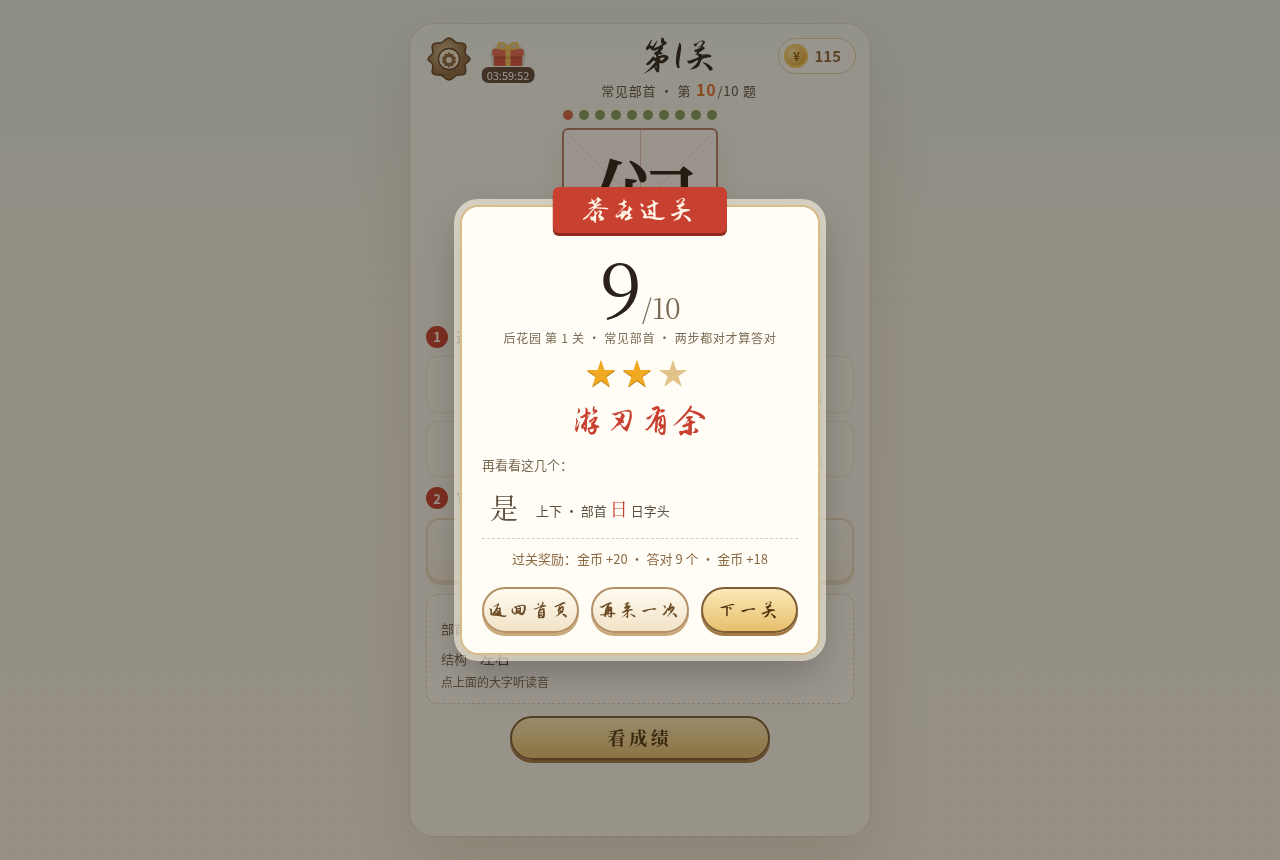 第1关
¥ 115
03:59:52
常见部首 · 第 10/10 题
恭喜过关
9/10
1
后花园 第 1 关 · 常见部首 · 两步都对才算答对
游刃有余
再看看这几个：
是 上下 · 部首 日 日字头
2
过关奖励：金币 +20 · 答对 9 个 · 金币 +18
返回首页 再来一次 下一关
部
结构 左右
点上面的大字听读音
看成绩